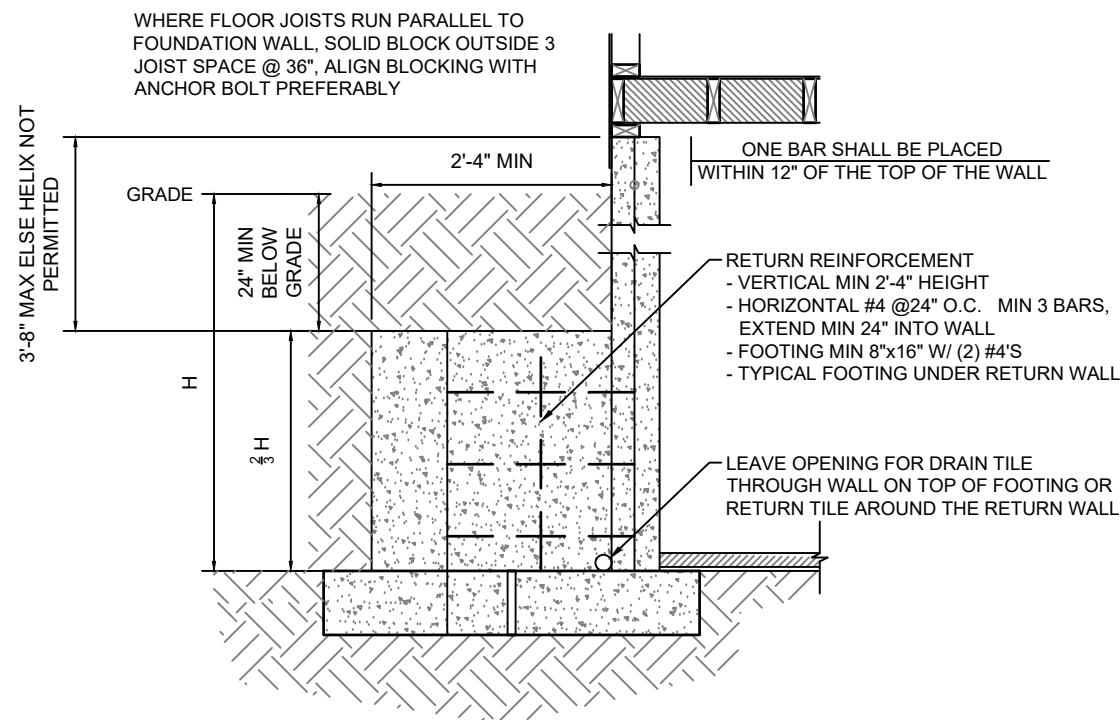 WHERE FLOOR JOISTS RUN PARALLEL TO
FOUNDATION WALL, SOLID BLOCK OUTSIDE 3
JOIST SPACE @ 36", ALIGN BLOCKING WITH
ANCHOR BOLT PREFERABLY
3'-8" MAX ELSE HELIX NOT
PERMITTED
GRADE
2'-4" MIN
ONE BAR SHALL BE PLACED
WITHIN 12" OF THE TOP OF THE WALL
24" MIN
BELOW
GRADE
H
2/3 H
RETURN REINFORCEMENT
- VERTICAL MIN 2'-4" HEIGHT
- HORIZONTAL #4 @24" O.C. MIN 3 BARS,
EXTEND MIN 24" INTO WALL
- FOOTING MIN 8"x16" W/ (2) #4'S
- TYPICAL FOOTING UNDER RETURN WALL
LEAVE OPENING FOR DRAIN TILE
THROUGH WALL ON TOP OF FOOTING OR
RETURN TILE AROUND THE RETURN WALL